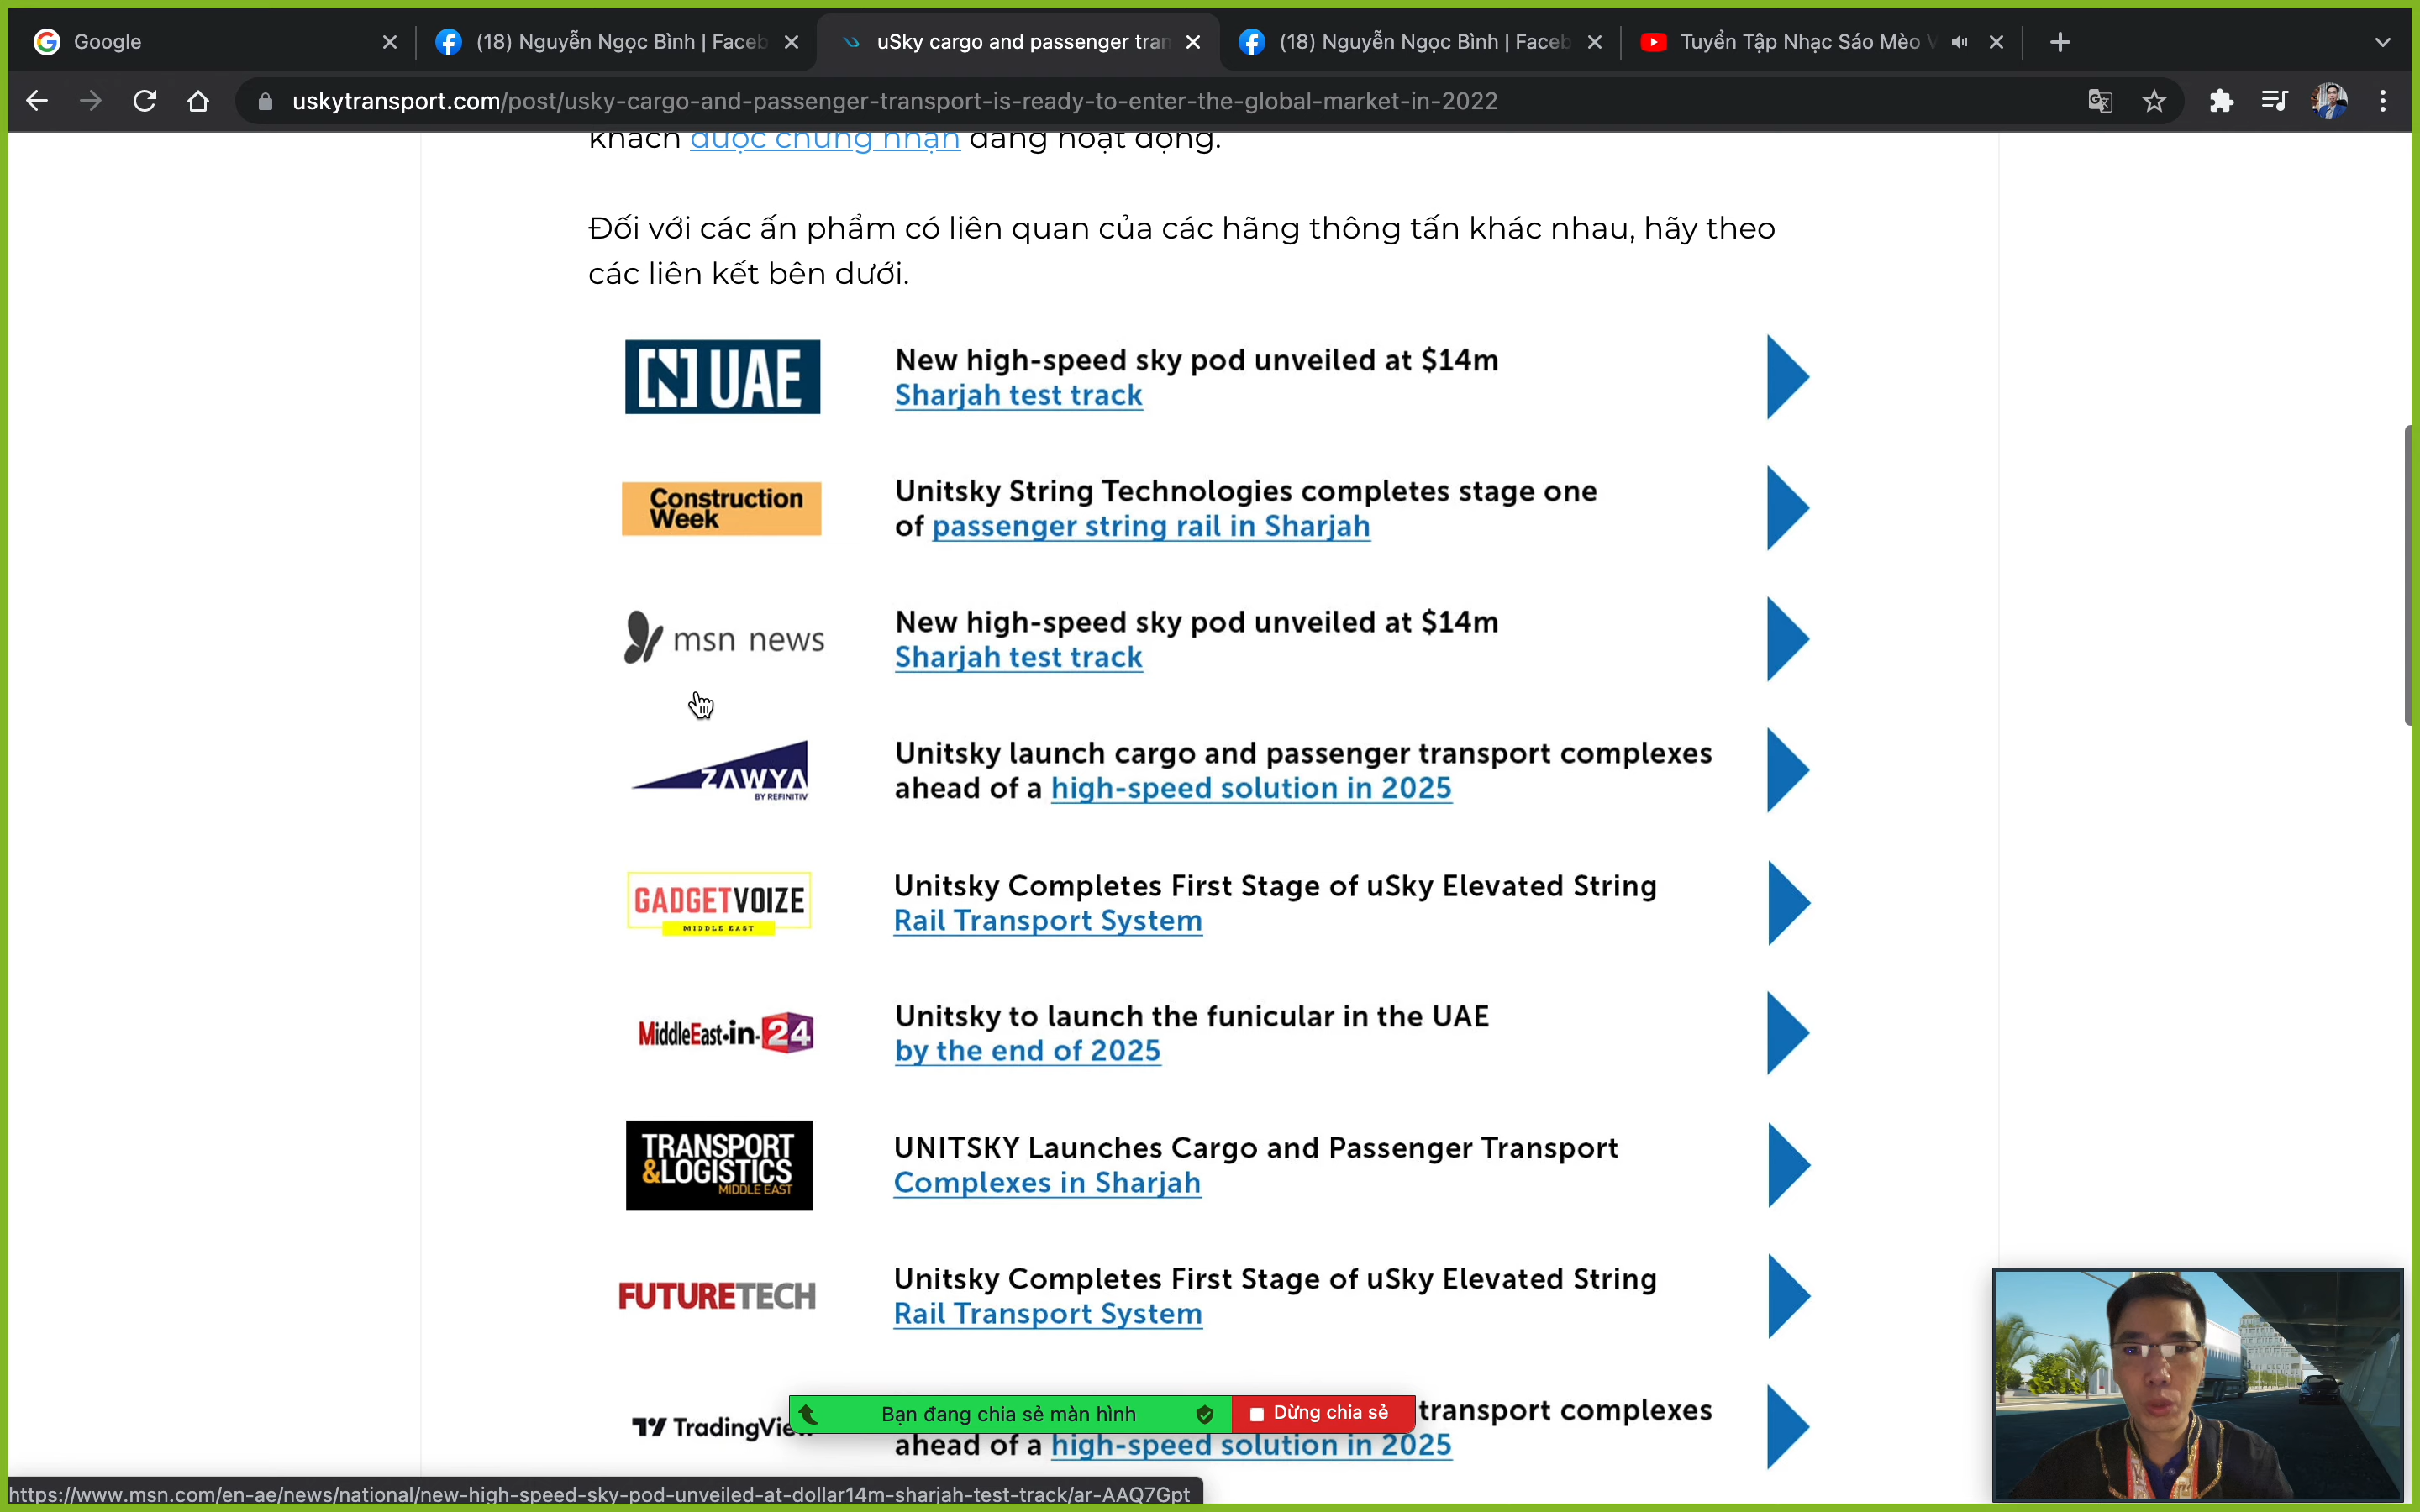 Google
(18) Nguyễn Ngọc Bình | Faceb
uSky cargo and passenger tran
(18) Nguyễn Ngọc Bình | Faceb
Tuyển Tập Nhạc Sáo Mèo V
uskytransport.com/post/usky-cargo-and-passenger-transport-is-ready-to-enter-the-global-market-in-2022
khách được chứng nhận đang hoạt động.
Đối với các ấn phẩm có liên quan của các hãng thông tấn khác nhau, hãy theo
các liên kết bên dưới.
[N] UAE
New high-speed sky pod unveiled at $14m
Sharjah test track
Construction
Week
Unitsky String Technologies completes stage one
of passenger string rail in Sharjah
msn news
New high-speed sky pod unveiled at $14m
Sharjah test track
ZAWYA
BY REFINITIV
Unitsky launch cargo and passenger transport complexes
ahead of a high-speed solution in 2025
GADGETVOIZE
MIDDLE EAST
Unitsky Completes First Stage of uSky Elevated String
Rail Transport System
MiddleEast-in-24
Unitsky to launch the funicular in the UAE
by the end of 2025
TRANSPORT
&LOGISTICS
MIDDLE EAST
UNITSKY Launches Cargo and Passenger Transport
Complexes in Sharjah
FUTURETECH
Unitsky Completes First Stage of uSky Elevated String
Rail Transport System
TradingView
transport complexes
ahead of a high-speed solution in 2025
Bạn đang chia sẻ màn hình
Dừng chia sẻ
https://www.msn.com/en-ae/news/national/new-high-speed-sky-pod-unveiled-at-dollar14m-sharjah-test-track/ar-AAQ7Gpt